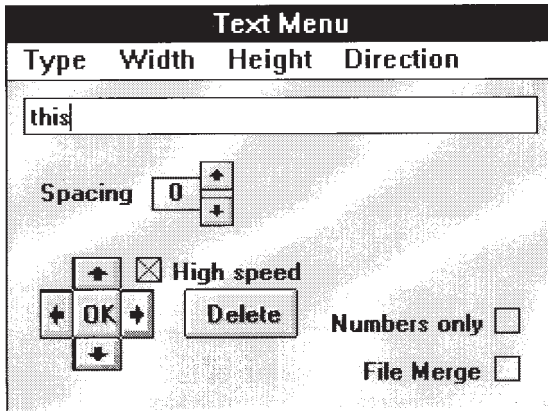 Text Menu
Type Width Height Direction
this
Spacing 0
High speed
OK Delete
Numbers only
File Merge